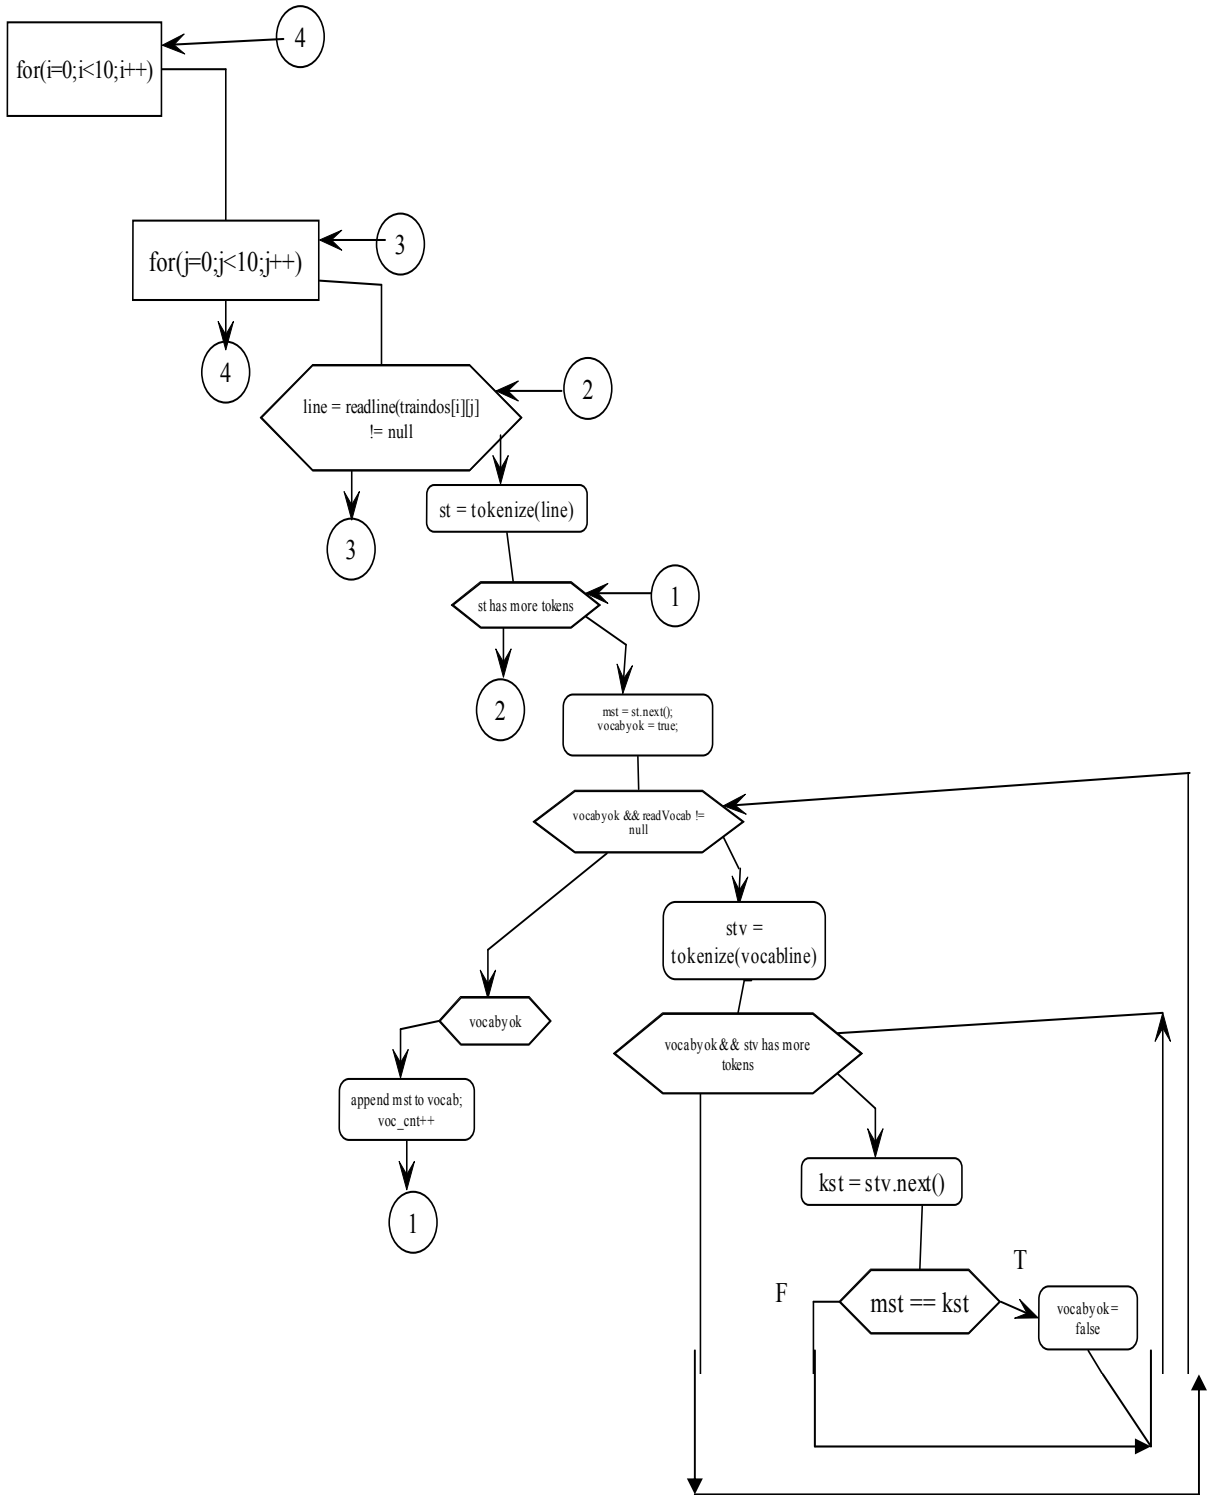 4
for(i=0;i<10;i++)
3
for(j=0;j<10;j++)
4
2
line = readline(traindos[i][j]
!= null
st = tokenize(line)
3
1
st has more tokens
2
mst = st.next();
vocabyok = true;
vocabyok && readVocab !=
null
stv =
tokenize(vocabline)
vocabyok
vocabyok && stv has more
tokens
append mst to vocab;
voc_cnt++
kst = stv.next()
1
T
F
mst == kst
vocabyok=
false